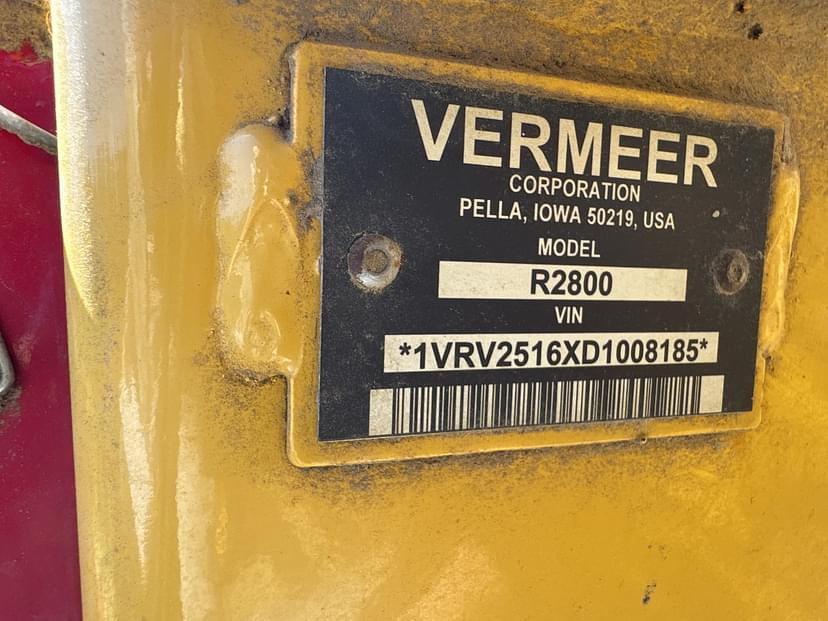 VERMEER
CORPORATION
PELLA, IOWA 50219, USA
MODEL
R2800
VIN
*1VRV2516XD1008185*